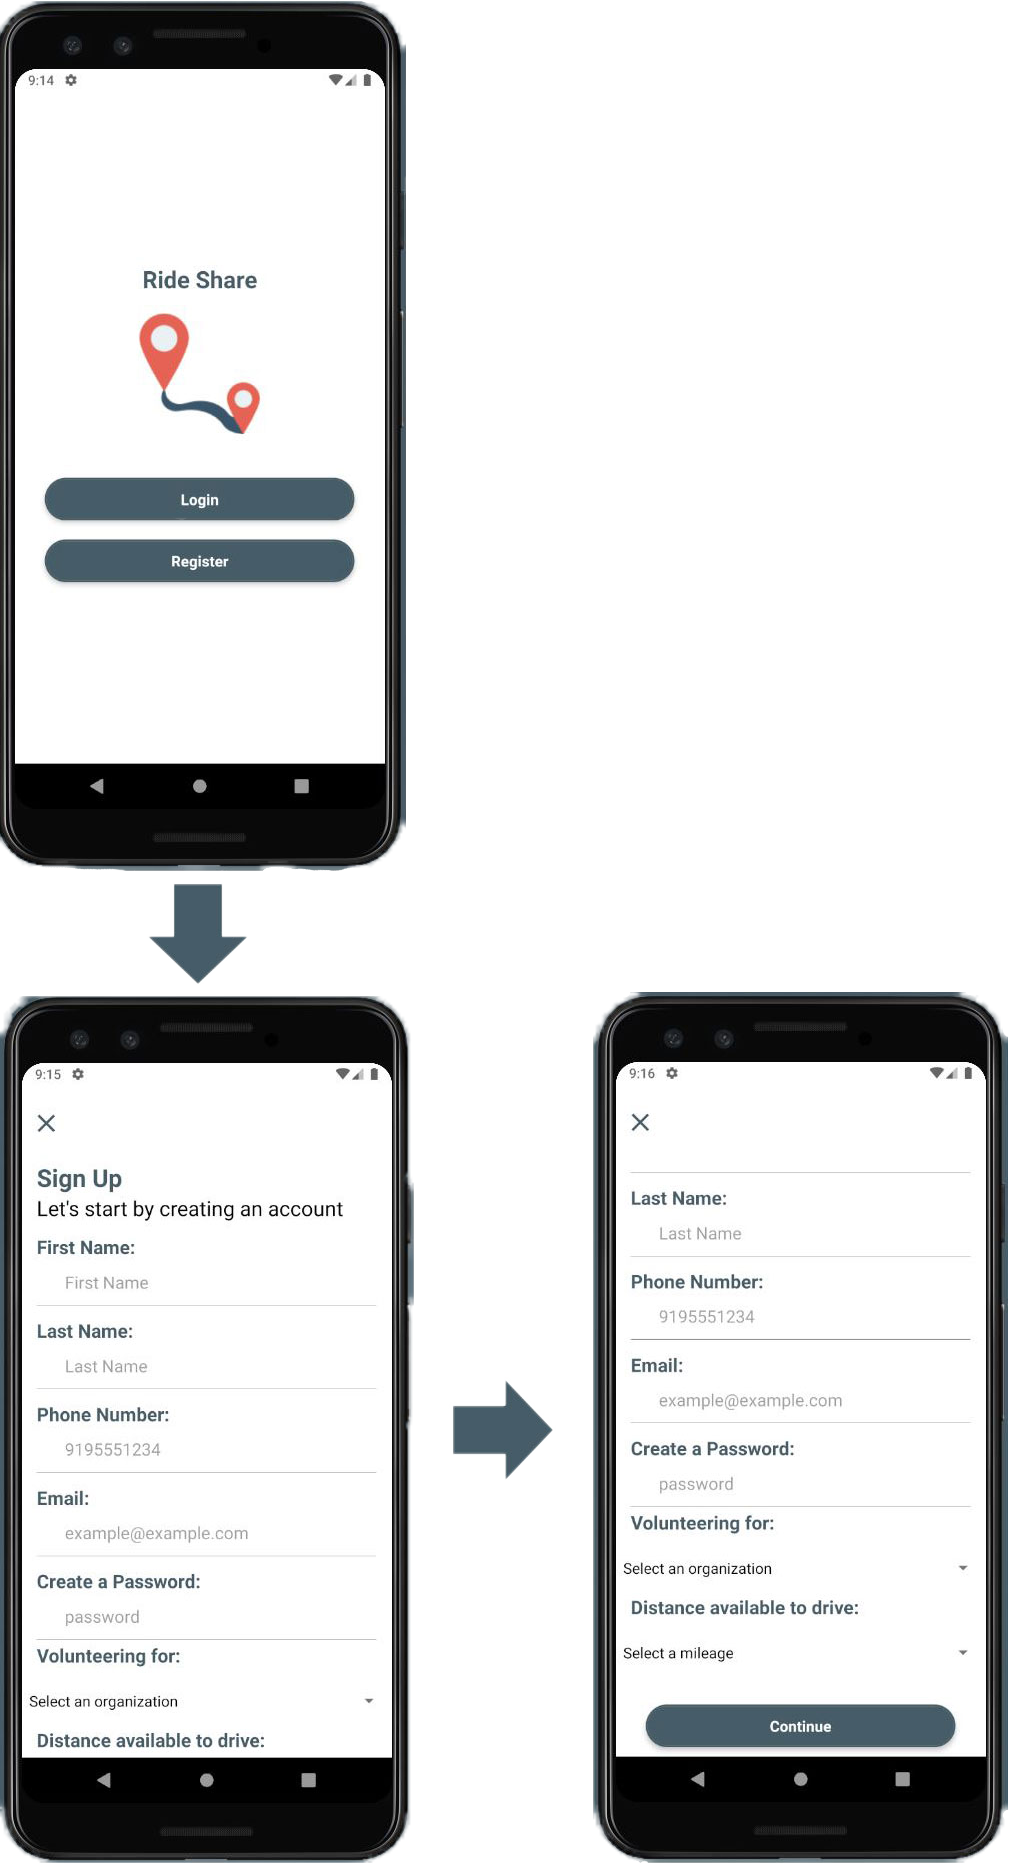 9:14
Ride Share
Login
Register
9:15
Sign Up
Let's start by creating an account
First Name:
First Name
Last Name:
Last Name
Phone Number:
9195551234
Email:
example@example.com
Create a Password:
password
Volunteering for:
Select an organization
Distance available to drive:
9:16
Last Name:
Last Name
Phone Number:
9195551234
Email:
example@example.com
Create a Password:
password
Volunteering for:
Select an organization
Distance available to drive:
Select a mileage
Continue